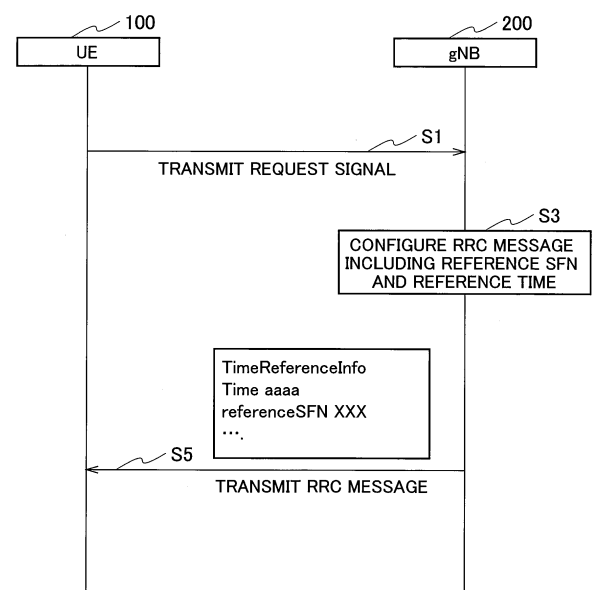 100
200
UE
gNB
S1
TRANSMIT REQUEST SIGNAL
S3
CONFIGURE RRC MESSAGE
INCLUDING REFERENCE SFN
AND REFERENCE TIME
TimeReferenceInfo
Time aaaa
referenceSFN XXX
….
S5
TRANSMIT RRC MESSAGE